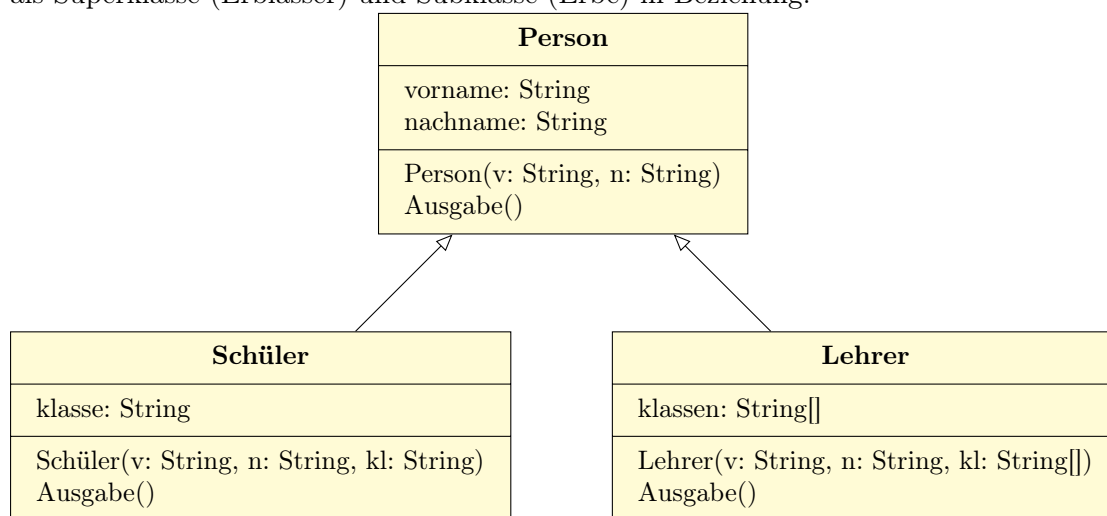 als Superklasse (Erblasser) und Subklasse (Erbe) in Beziehung.
Person
vorname: String
nachname: String
Person(v: String, n: String)
Ausgabe()
Schüler
klasse: String
Schüler(v: String, n: String, kl: String)
Ausgabe()
Lehrer
klassen: String[]
Lehrer(v: String, n: String, kl: String[])
Ausgabe()